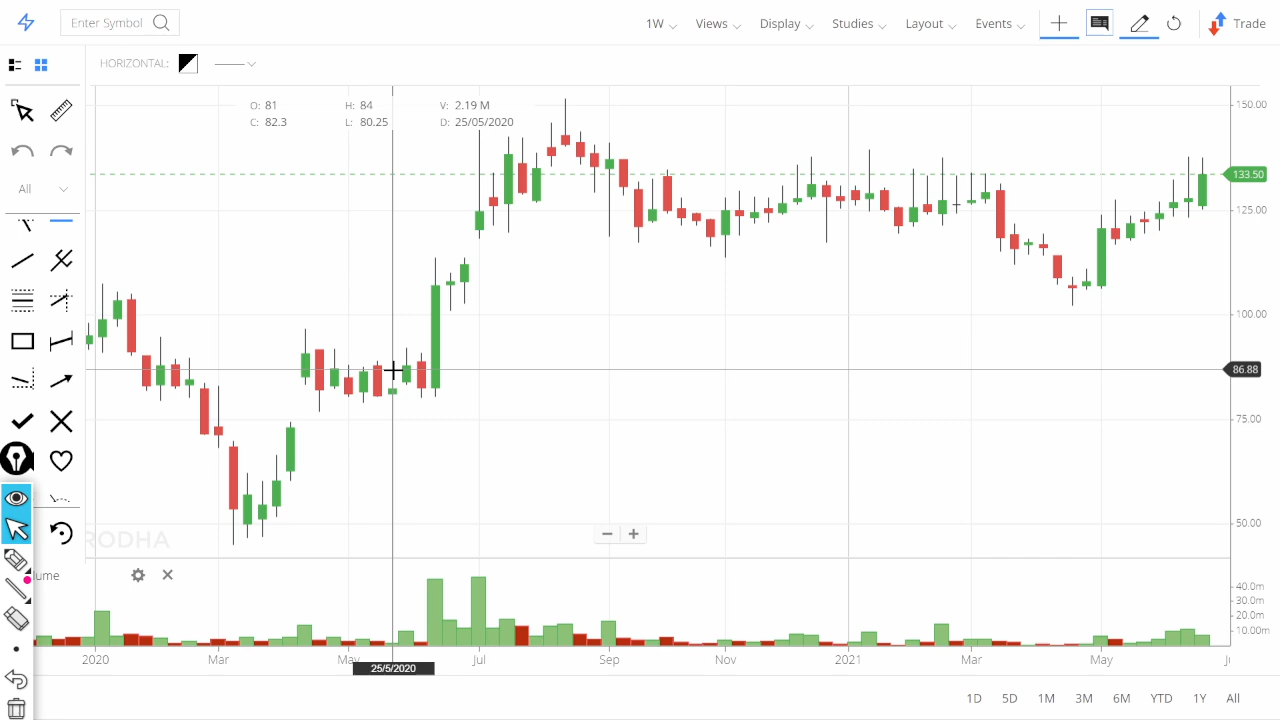 Enter Symbol
1W Views Display Studies Layout Events Trade
HORIZONTAL:
O: 81 H: 84 V: 2.19 M
C: 82.3 L: 80.25 D: 25/05/2020
150.00
133.50
All
125.00
100.00
86.88
75.00
50.00
RODHA
ume
40.0m
30.0m
20.0m
10.00m
2020 Mar May Jul Sep Nov 2021 Mar May
25/5/2020
1D 5D 1M 3M 6M YTD 1Y All